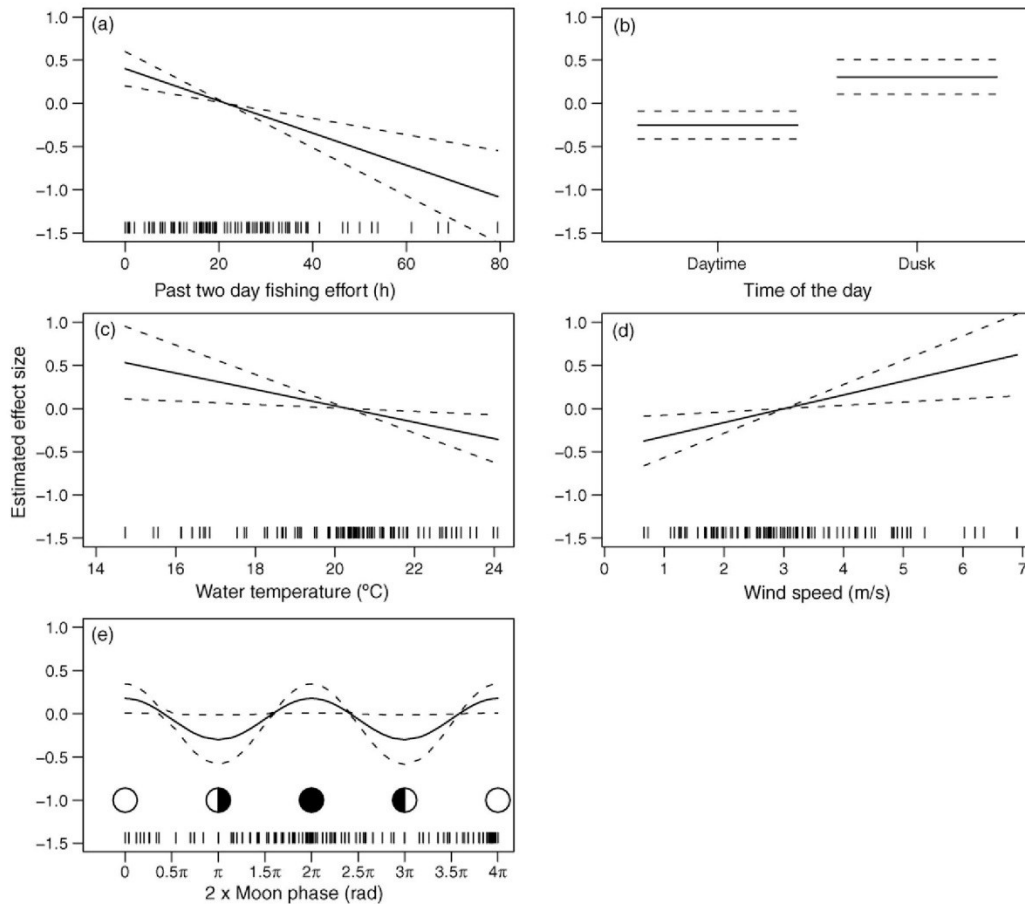 (a)
1.0
0.5
0.0
−0.5
−1.0
−1.5
0 20 40 60 80
Past two day fishing effort (h)
(b)
1.0
0.5
0.0
−0.5
−1.0
−1.5
Daytime Dusk
Time of the day
Estimated effect size
(c)
1.0
0.5
0.0
−0.5
−1.0
−1.5
14 16 18 20 22 24
Water temperature (ºC)
(d)
1.0
0.5
0.0
−0.5
−1.0
−1.5
0 1 2 3 4 5 6 7
Wind speed (m/s)
(e)
1.0
0.5
0.0
−0.5
−1.0
−1.5
0 0.5π π 1.5π 2π 2.5π 3π 3.5π 4π
2 x Moon phase (rad)